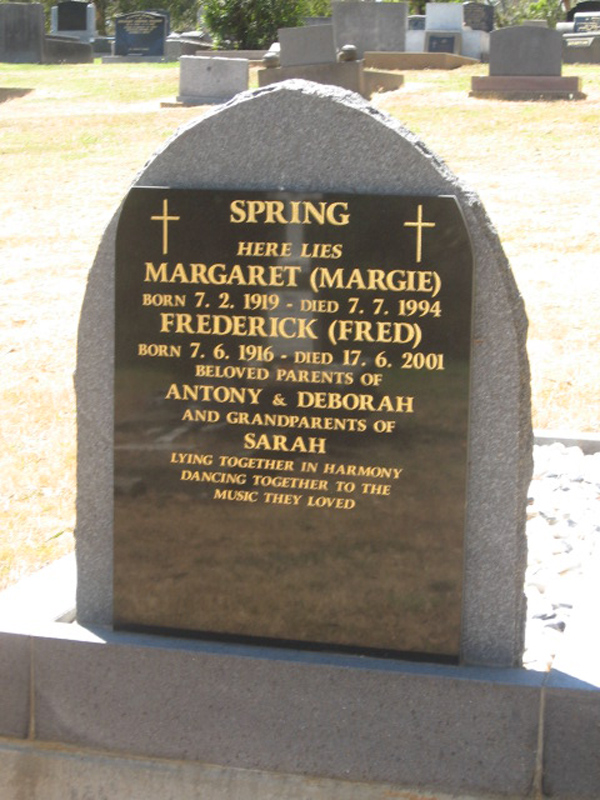 SPRING
HERE LIES
MARGARET (MARGIE)
BORN 7. 2. 1919 - DIED 7. 7. 1994
FREDERICK (FRED)
BORN 7. 6. 1916 - DIED 17. 6. 2001
BELOVED PARENTS OF
ANTONY & DEBORAH
AND GRANDPARENTS OF
SARAH
LYING TOGETHER IN HARMONY
DANCING TOGETHER TO THE
MUSIC THEY LOVED